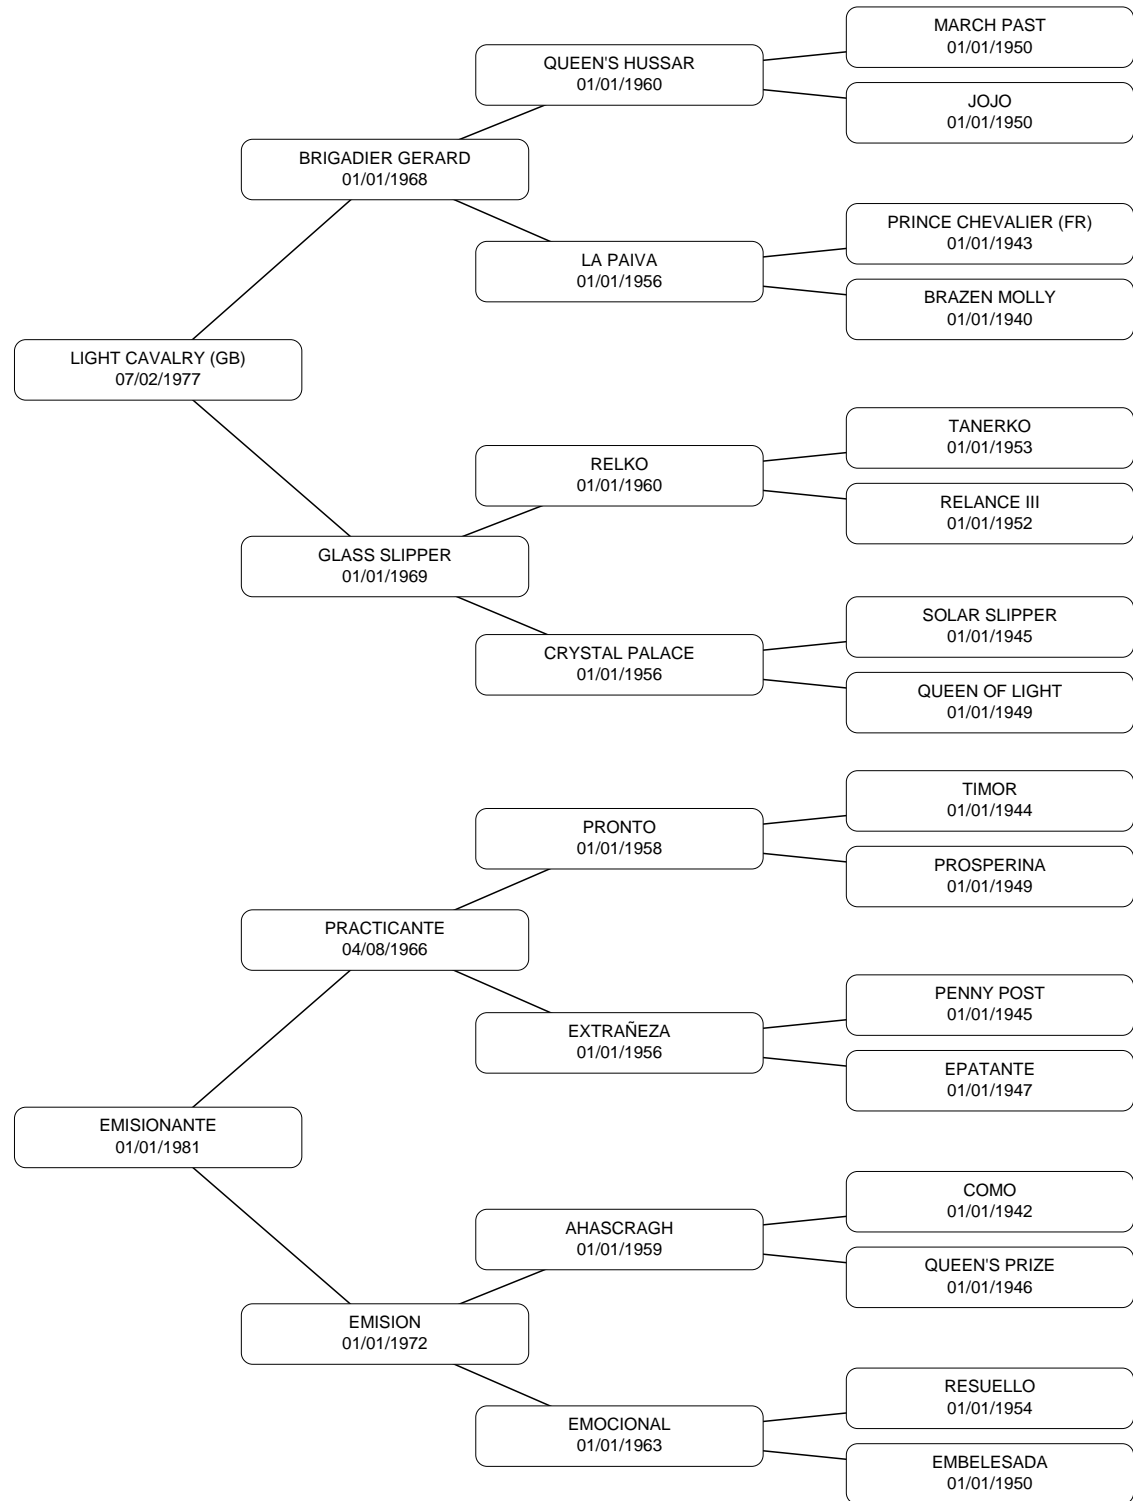 MARCH PAST
01/01/1950
QUEEN'S HUSSAR
01/01/1960
JOJO
01/01/1950
BRIGADIER GERARD
01/01/1968
PRINCE CHEVALIER (FR)
01/01/1943
LA PAIVA
01/01/1956
BRAZEN MOLLY
01/01/1940
LIGHT CAVALRY (GB)
07/02/1977
TANERKO
01/01/1953
RELKO
01/01/1960
RELANCE III
01/01/1952
GLASS SLIPPER
01/01/1969
SOLAR SLIPPER
01/01/1945
CRYSTAL PALACE
01/01/1956
QUEEN OF LIGHT
01/01/1949
TIMOR
01/01/1944
PRONTO
01/01/1958
PROSPERINA
01/01/1949
PRACTICANTE
04/08/1966
PENNY POST
01/01/1945
EXTRAÑEZA
01/01/1956
EPATANTE
01/01/1947
EMISIONANTE
01/01/1981
COMO
01/01/1942
AHASCRAGH
01/01/1959
QUEEN'S PRIZE
01/01/1946
EMISION
01/01/1972
RESUELLO
01/01/1954
EMOCIONAL
01/01/1963
EMBELESADA
01/01/1950